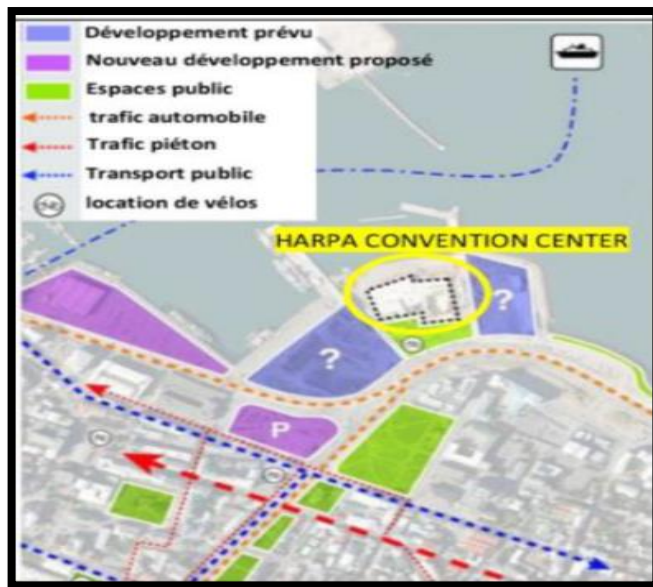 Développement prévu
Nouveau développement proposé
Espaces public
trafic automobile
Trafic piéton
Transport public
location de vélos
HARPA CONVENTION CENTER
?
?
P